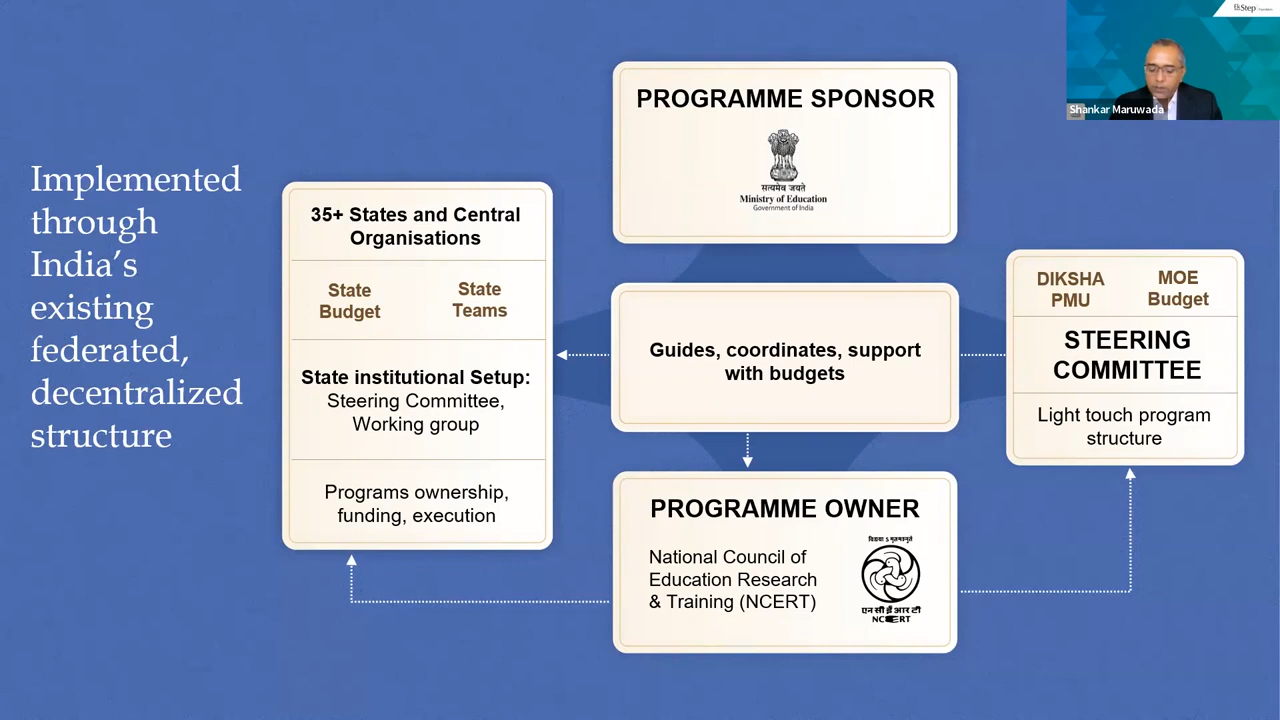 Implemented
through
India’s
existing
federated,
decentralized
structure
35+ States and Central
Organisations
State
Budget
State
Teams
State institutional Setup:
Steering Committee,
Working group
Programs ownership,
funding, execution
PROGRAMME SPONSOR
सत्यमेव जयते
Ministry of Education
Government of India
Guides, coordinates, support
with budgets
PROGRAMME OWNER
National Council of
Education Research
& Training (NCERT)
एन सी ई आर टी
NCERT
DIKSHA
PMU
MOE
Budget
STEERING
COMMITTEE
Light touch program
structure
Step
Shankar Maruwada